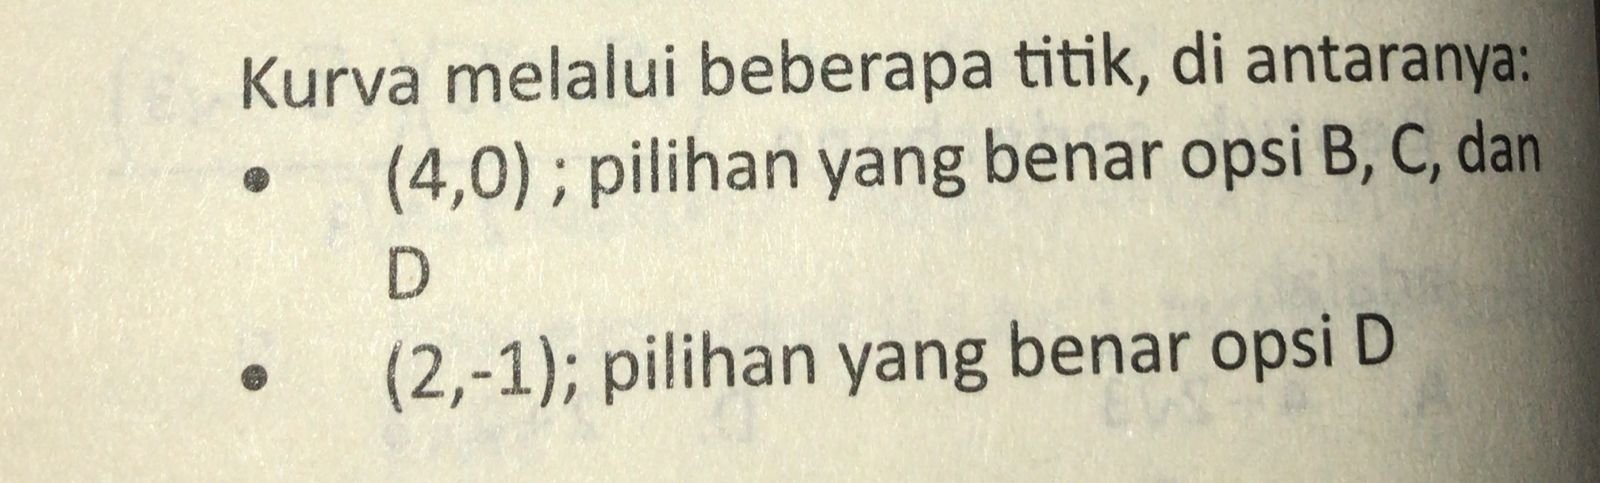 Kurva melalui beberapa titik, di antaranya:
• (4,0) ; pilihan yang benar opsi B, C, dan
D
• (2,-1); pilihan yang benar opsi D